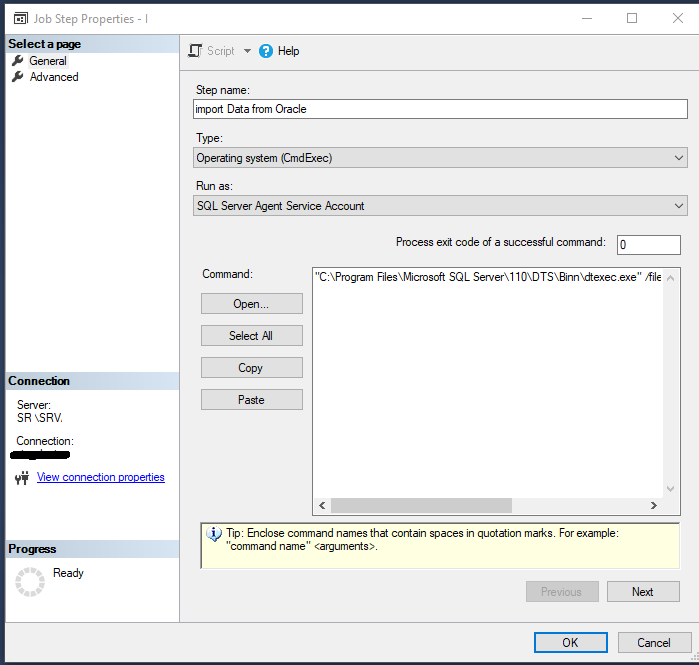 Job Step Properties - I
Select a page
General
Advanced
Script
Help
Step name:
import Data from Oracle
Type:
Operating system (CmdExec)
Run as:
SQL Server Agent Service Account
Process exit code of a successful command:
0
Command:
"C:\Program Files\Microsoft SQL Server\110\DTS\Binn\dtexec.exe" /file
Open...
Select All
Copy
Paste
Connection
Server:
SR \SRV.
Connection:
View connection properties
Progress
Ready
Tip: Enclose command names that contain spaces in quotation marks. For example:
"command name" <arguments>.
Previous
Next
OK
Cancel